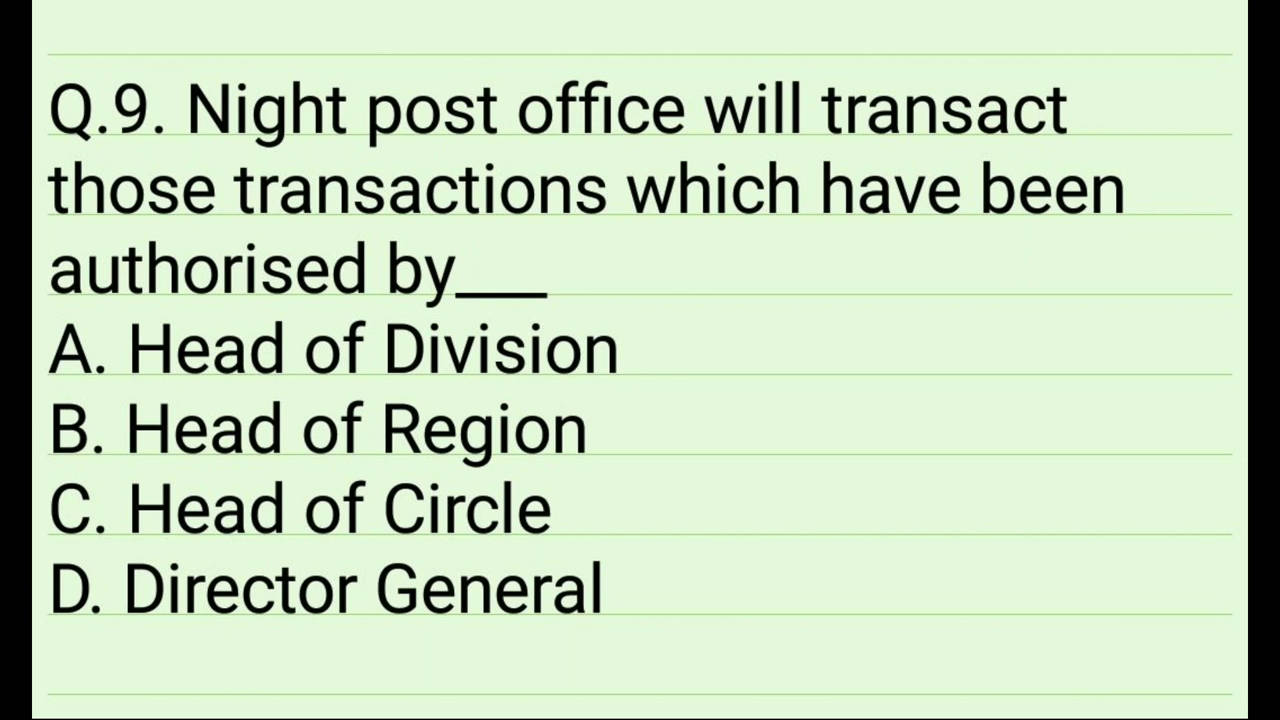 Q.9. Night post office will transact
those transactions which have been
authorised by___
A. Head of Division
B. Head of Region
C. Head of Circle
D. Director General